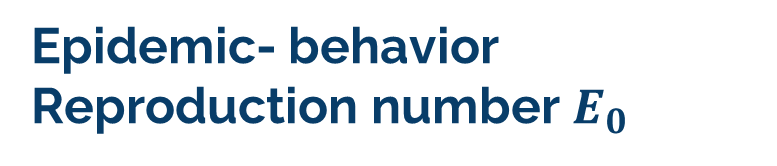 Epidemic- behavior
Reproduction number E₀